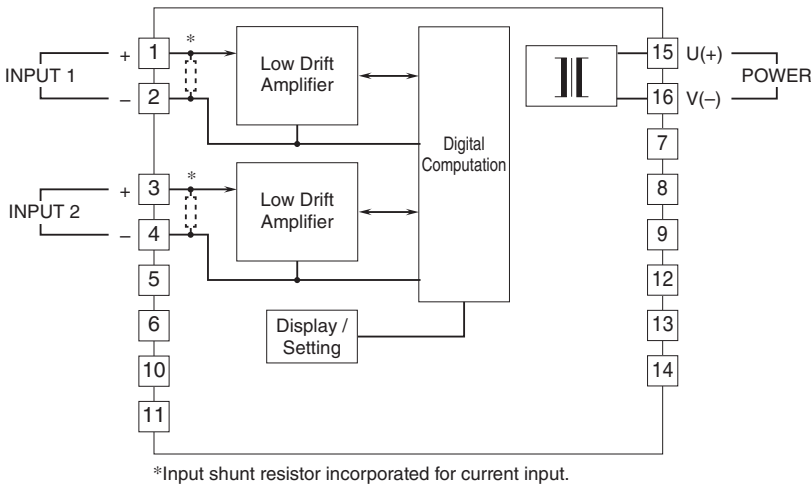 INPUT 1
+
–
1
2
*
Low Drift
Amplifier
INPUT 2
+
–
3
4
*
Low Drift
Amplifier
5
6
10
11
Digital
Computation
Display /
Setting
15 U(+)
16 V(–)
POWER
7
8
9
12
13
14
*Input shunt resistor incorporated for current input.